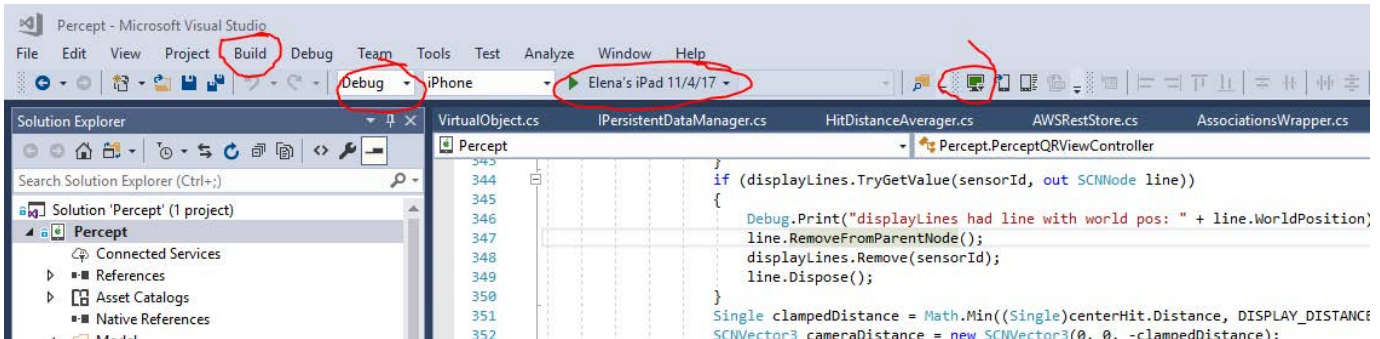 Percept - Microsoft Visual Studio
File Edit View Project Build Debug Team Tools Test Analyze Window Help
Debug iPhone Elena's iPad 11/4/17
Solution Explorer
Search Solution Explorer (Ctrl+;)
Solution 'Percept' (1 project)
Percept
Connected Services
References
Asset Catalogs
Native References
Model
VirtualObject.cs IPersistentDataManager.cs HitDistanceAverager.cs AWSRestStore.cs AssociationsWrapper.cs
Percept Percept.PerceptQRViewController
343 }
344 if (displayLines.TryGetValue(sensorId, out SCNNode line))
345 {
346 Debug.Print("displayLines had line with world pos: " + line.WorldPosition)
347 line.RemoveFromParentNode();
348 displayLines.Remove(sensorId);
349 line.Dispose();
350 }
351 Single clampedDistance = Math.Min((Single)centerHit.Distance, DISPLAY_DISTANCE
352 SCNVector3 cameraDistance = new SCNVector3(0, 0, -clampedDistance);